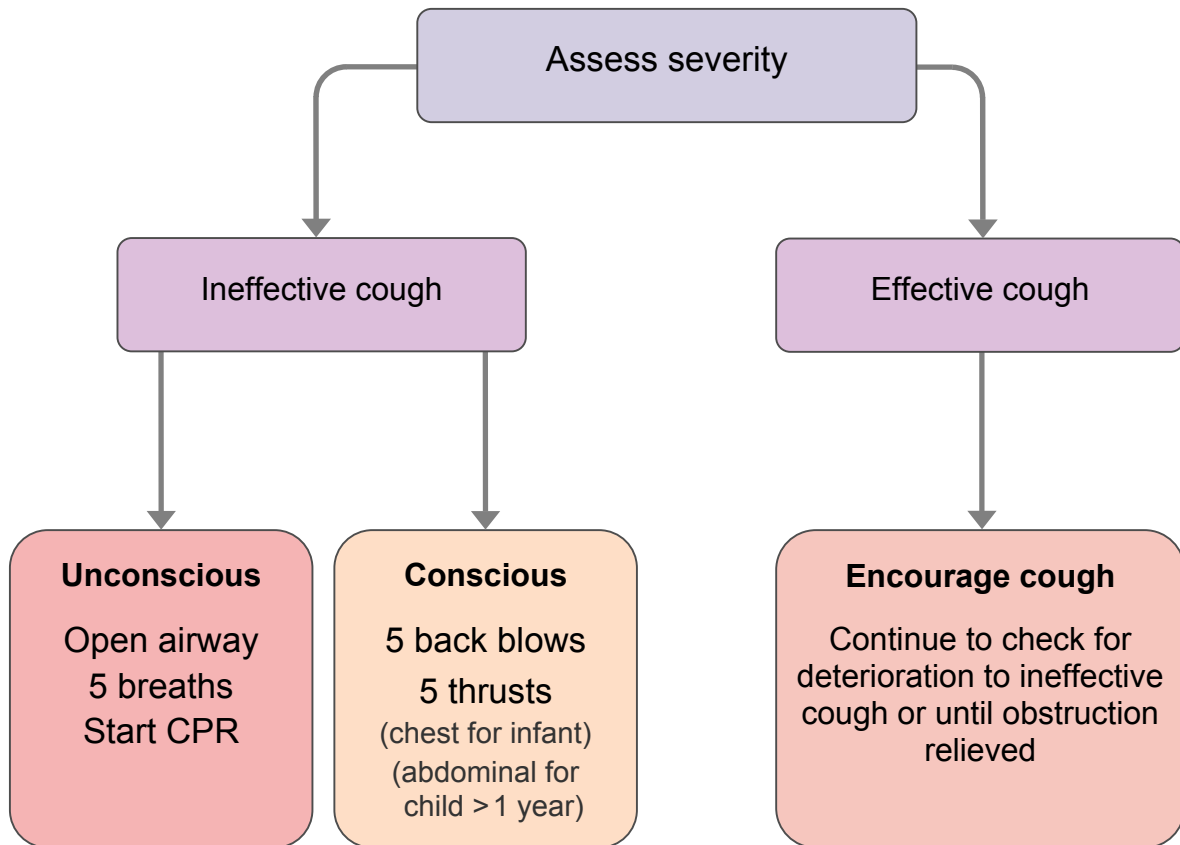 Assess severity
Ineffective cough
Effective cough
Unconscious
Open airway
5 breaths
Start CPR
Conscious
5 back blows
5 thrusts
(chest for infant)
(abdominal for
child >1 year)
Encourage cough
Continue to check for
deterioration to ineffective
cough or until obstruction
relieved